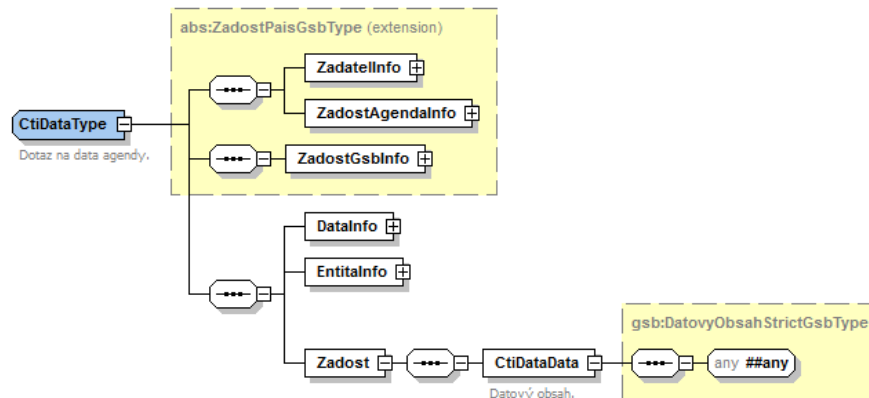 abs:ZadostPaisGsbType (extension)
ZadatelInfo
ZadostAgendaInfo
CtiDataType
Dotaz na data agendy.
ZadostGsbInfo
DataInfo
EntitaInfo
gsb:DatovyObsahStrictGsbType
Zadost
CtiDataData
any ##any
Datový obsah.